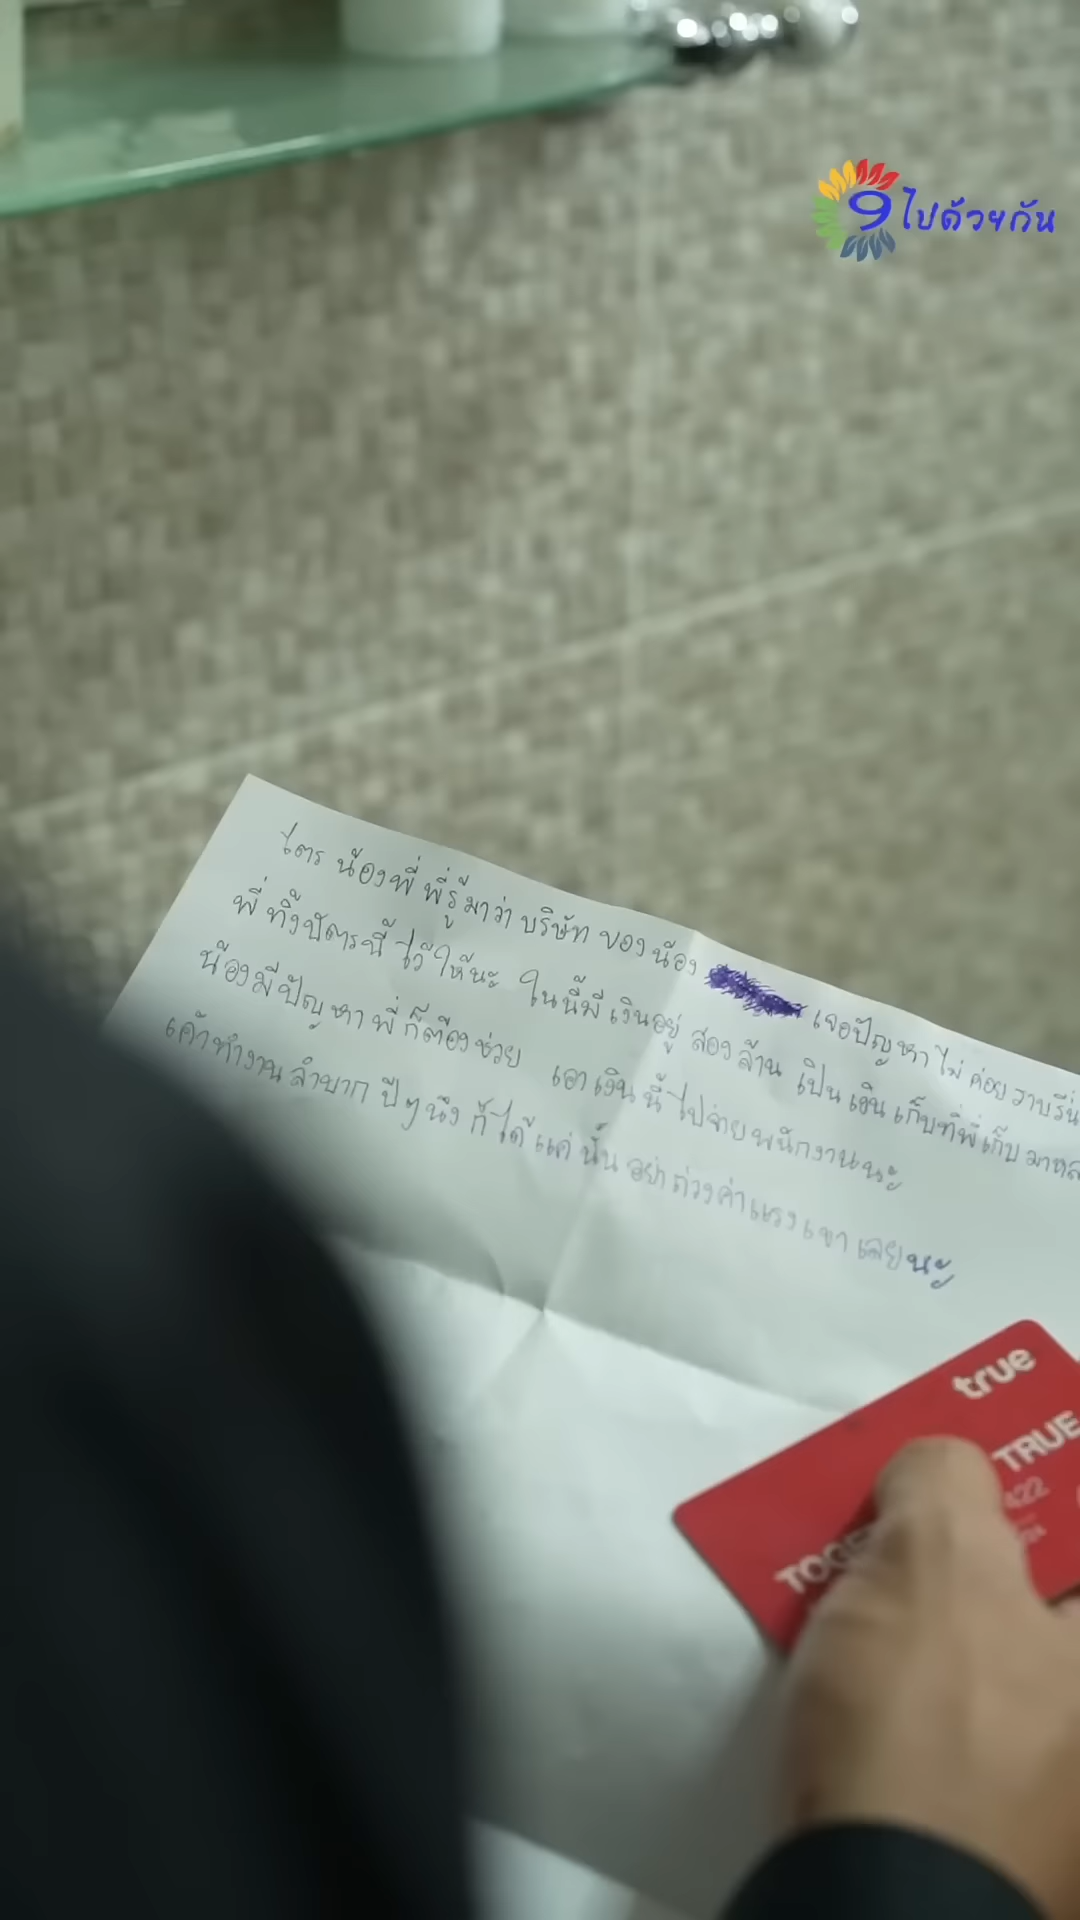 9 ไปด้วยกัน
ไตร น้องพี่ พี่รู้มาว่า บริษัท ของน้อง เจอปัญหา ไม่ ค่อย ราบรื่น
พี่ ทิ้งบัตรนี้ ไว้ ให้นะ ในนี้มี เงินอยู่ สองล้าน เป็น เงิน เก็บที่พี่เก็บ มา
น้องมีปัญหา พี่ ก็ต้องช่วย เอา เงิน นี้ ไปจ่าย พนักงานนะ
เค้าทำงาน ลำบาก ปีๆนึง ก็ ได้ แค่ นั้น อย่า ถ่วงค่าแรง เขา เลยนะ
true
TRUE
422